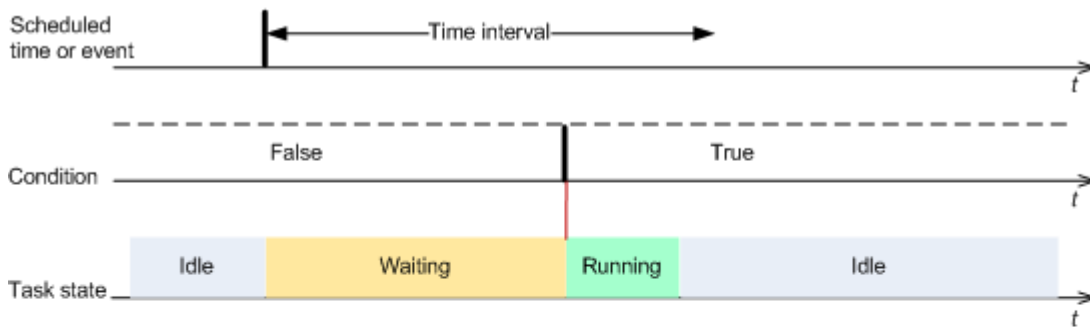 Scheduled
time or event
Time interval
t
False
True
Condition
t
Idle
Waiting
Running
Idle
Task state
t